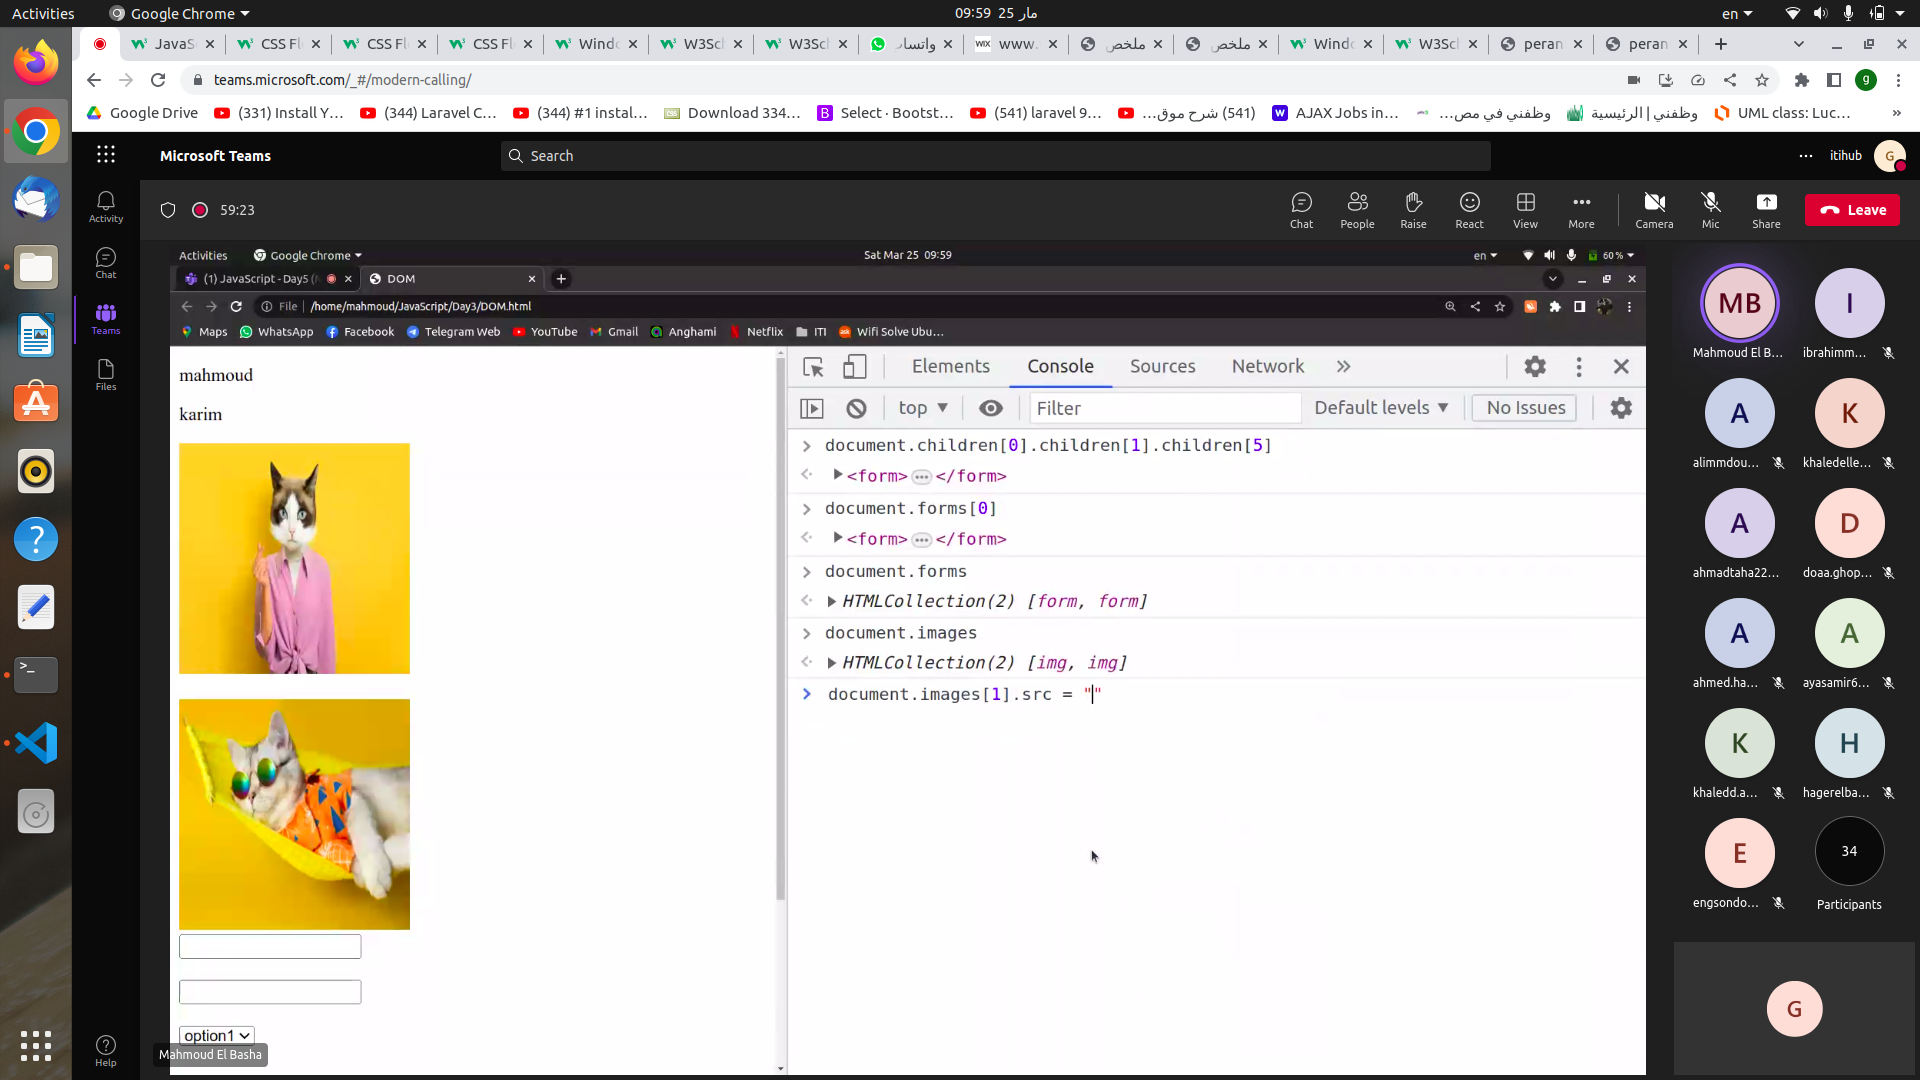 Activities
Google Chrome
09:59 25 مار
en
JavaS
CSS Fl
CSS Fl
CSS Fl
Windo
W3Sch
W3Sch
واتساب
www.
ملخص
ملخص
Windo
W3Sch
peran
peran
teams.microsoft.com/_#/modern-calling/
g
Google Drive
(331) Install Y...
(344) Laravel C...
(344) #1 instal...
Download 334...
Select · Bootst...
(541) laravel 9...
(541) شرح موق...
AJAX Jobs in...
وظفني في مص...
وظفني | الرئيسية
UML class: Luc...
Microsoft Teams
Search
itihub
G
Activity
Chat
Teams
Files
Help
59:23
Chat
People
Raise
React
View
More
Camera
Mic
Share
Leave
Activities
Google Chrome
Sat Mar 25 09:59
en
60 %
(1) JavaScript - Day5 (
DOM
File
/home/mahmoud/JavaScript/Day3/DOM.html
Maps
WhatsApp
Facebook
Telegram Web
YouTube
Gmail
Anghami
Netflix
ITI
Wifi Solve Ubu...
mahmoud
karim
option1
Mahmoud El Basha
Elements
Console
Sources
Network
top
Filter
Default levels
No Issues
document.children[0].children[1].children[5]
<form>...</form>
document.forms[0]
<form>...</form>
document.forms
HTMLCollection(2) [form, form]
document.images
HTMLCollection(2) [img, img]
document.images[1].src = ""
MB
Mahmoud El B...
I
ibrahimm...
A
alimmdou...
K
khaledelle...
A
ahmadtaha22...
D
doaa.ghop...
A
ahmed.ha...
A
ayasamir6...
K
khaledd.a...
H
hagerelba...
E
engsondo...
34
Participants
G